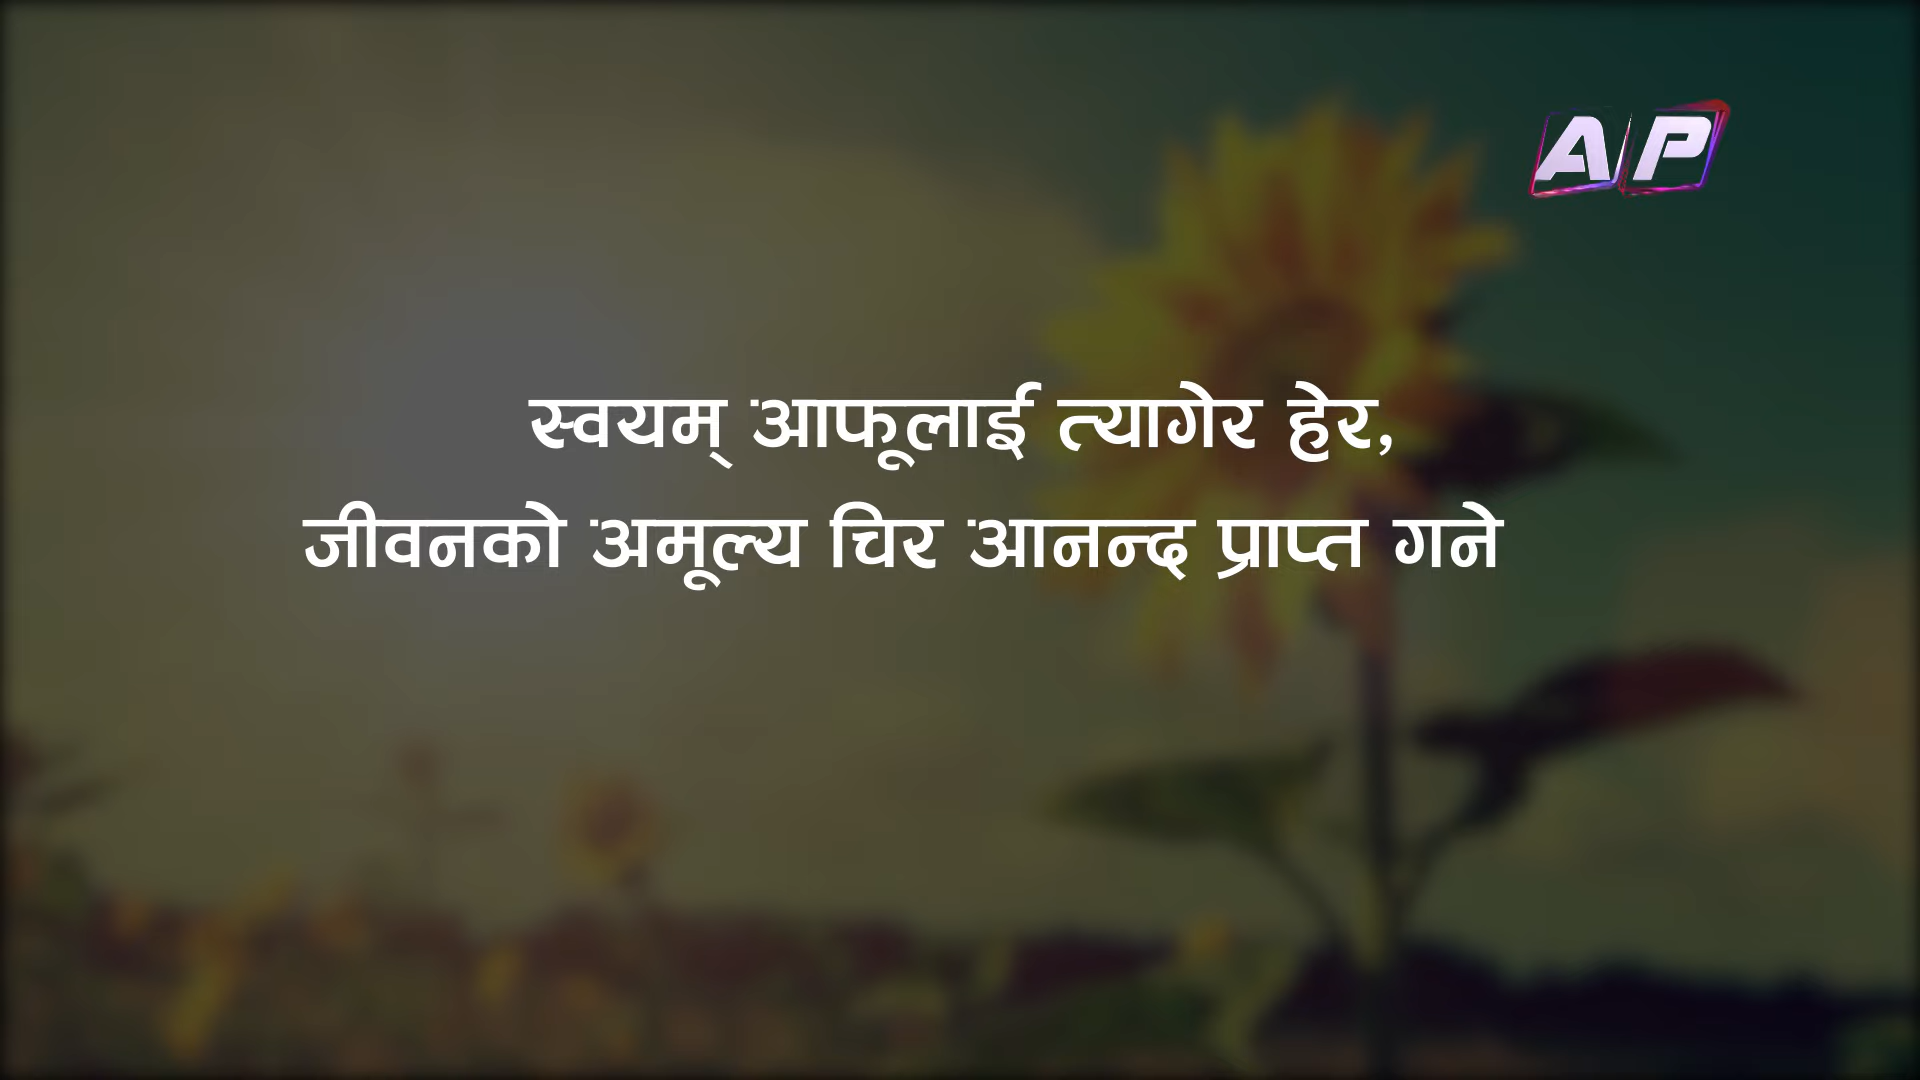 AP
स्वयम् आफूलाई त्यागेर हेर,
जीवनको अमूल्य चिर आनन्द प्राप्त गने